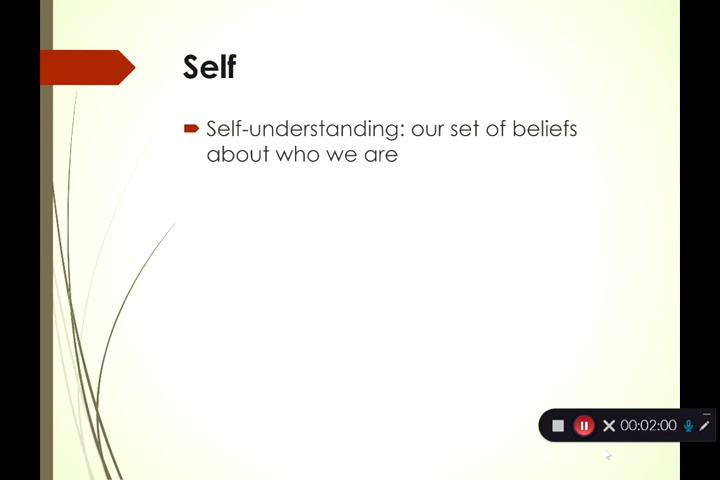 Self
Self-understanding: our set of beliefs
about who we are
00:02:00